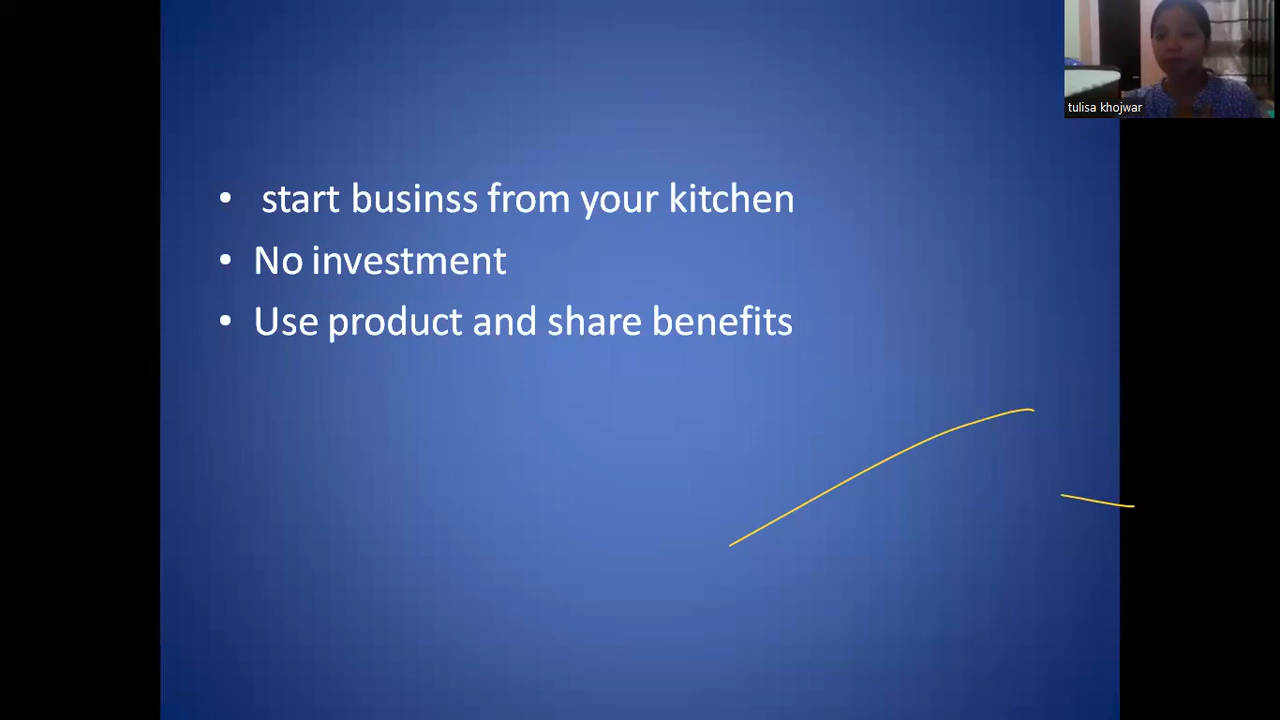 tulisa khojwar
• start businss from your kitchen
• No investment
• Use product and share benefits